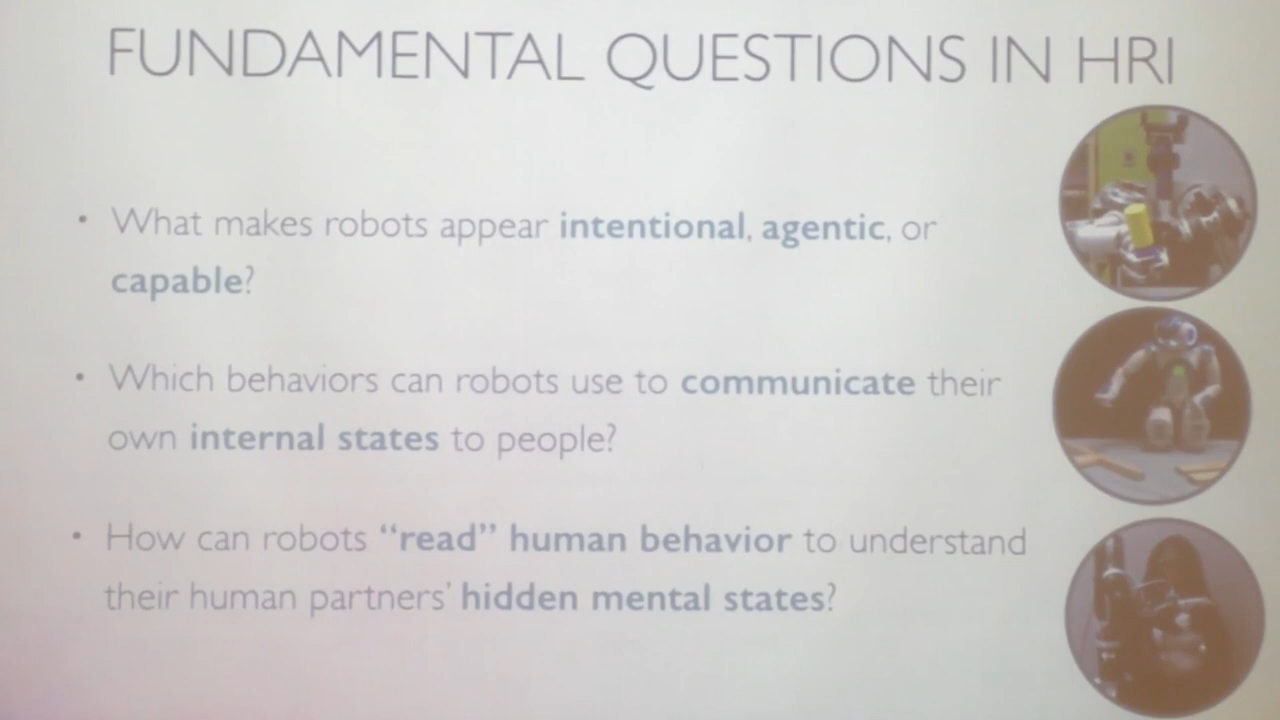 FUNDAMENTAL QUESTIONS IN HRI
• What makes robots appear intentional, agentic, or
capable?
• Which behaviors can robots use to communicate their
own internal states to people?
• How can robots “read” human behavior to understand
their human partners’ hidden mental states?